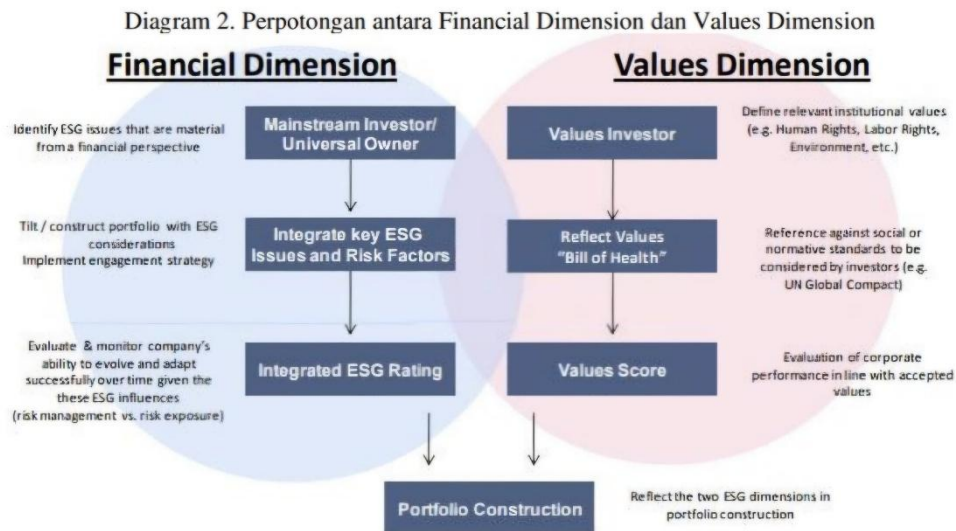 Diagram 2. Perpotongan antara Financial Dimension dan Values Dimension
Financial Dimension
Values Dimension
Identify ESG issues that are material
from a financial perspective
Mainstream Investor/
Universal Owner
Values Investor
Define relevant institutional values
(e.g. Human Rights, Labor Rights,
Environment, etc.)
Tilt / construct portfolio with ESG
considerations
Implement engagement strategy
Integrate key ESG
Issues and Risk Factors
Reflect Values
"Bill of Health"
Reference against social or
normative standards to be
considered by investors (e.g.
UN Global Compact)
Evaluate & monitor company's
ability to evolve and adapt
successfully over time given the
these ESG influences
(risk management vs. risk exposure)
Integrated ESG Rating
Values Score
Evaluation of corporate
performance in line with accepted
values
Portfolio Construction
Reflect the two ESG dimensions in
portfolio construction